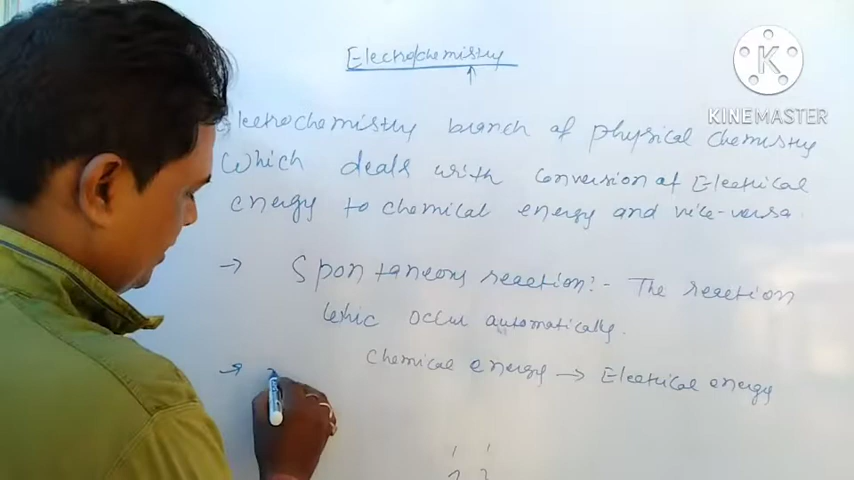 Electrochemistry
KINEMASTER
Electrochemistry branch of physical chemistry
which deals with conversion of Electrical
energy to chemical energy and vice-versa.
→ Spontaneous reaction:- The reaction
which occur automatically.
→ chemical energy → Electrical energy